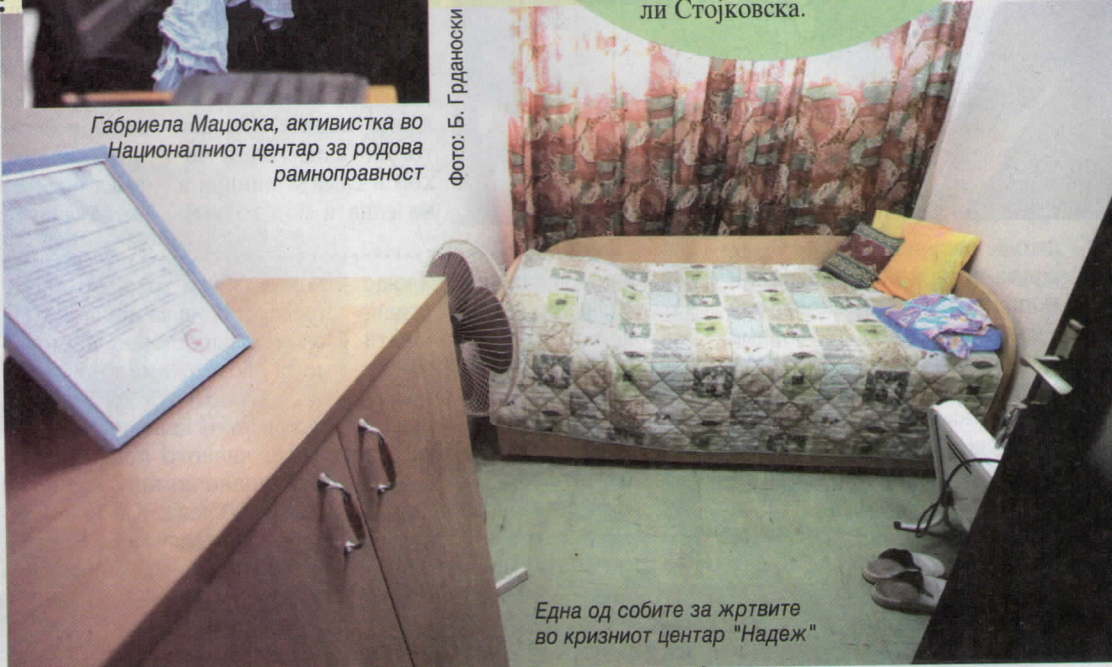 ли Стојковска.
Габриела Маџоска, активистка во
Националниот центар за родова
рамноправност
Фото: Б. Грданоски
Една од собите за жртвите
во кризниот центар "Надеж"